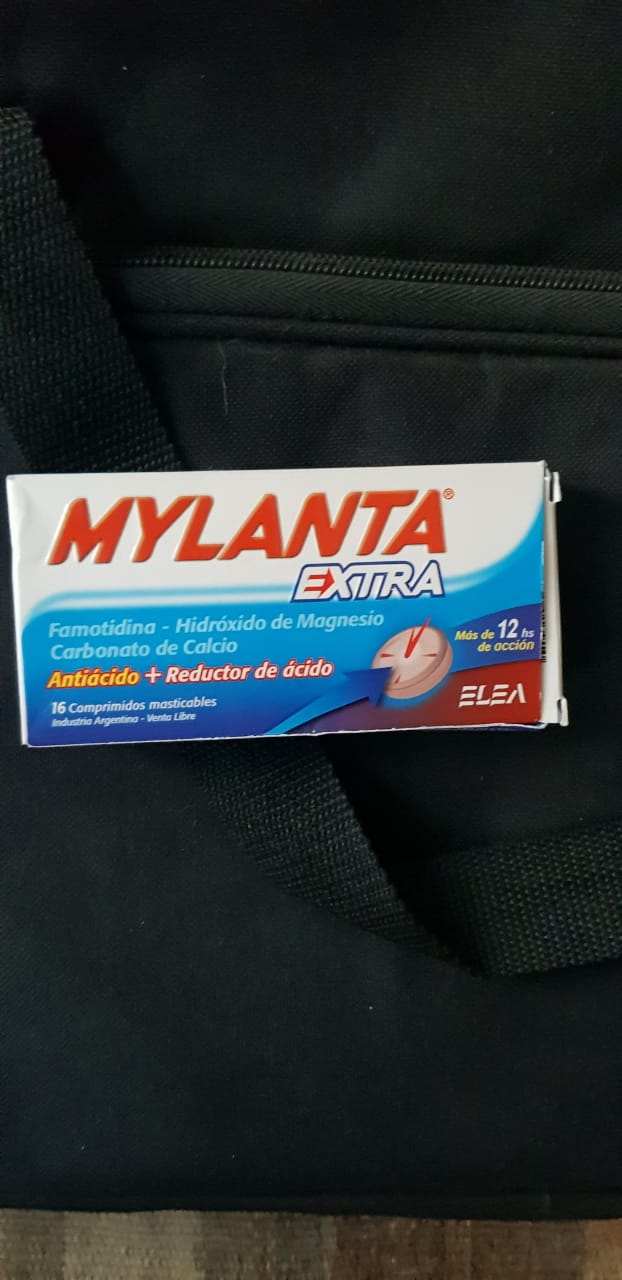 MYLANTA®
EXTRA
Famotidina - Hidróxido de Magnesio
Carbonato de Calcio
Antiácido + Reductor de ácido
Más de 12 hs
de acción
16 Comprimidos masticables
Industria Argentina - Venta Libre
ELEA